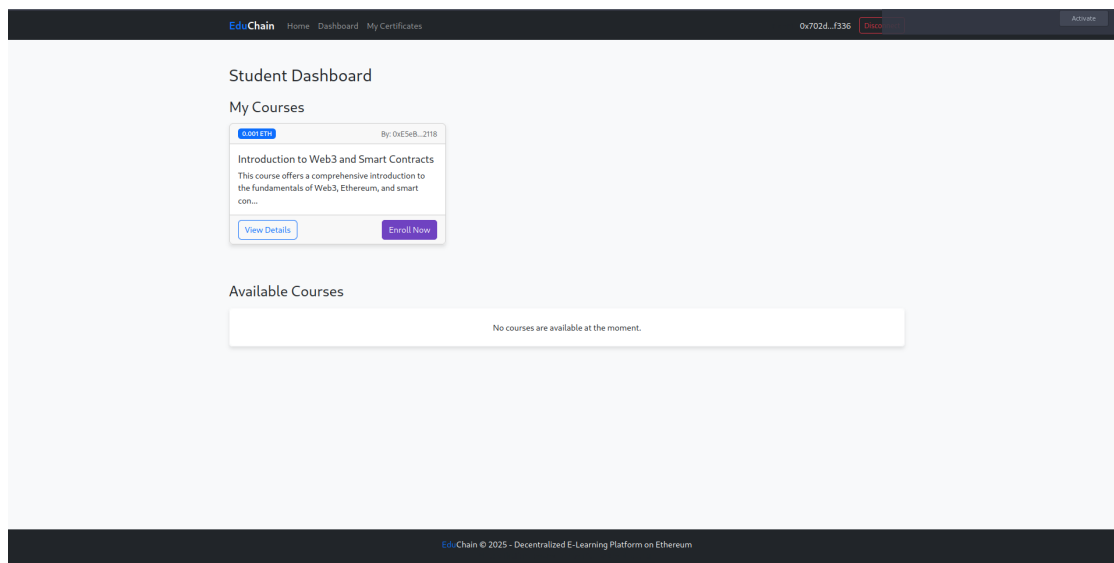 EduChain Home Dashboard My Certificates 0x702d...f336
Activate
Student Dashboard
My Courses
0.001 ETH By: 0xE5eB...2118
Introduction to Web3 and Smart Contracts
This course offers a comprehensive introduction to
the fundamentals of Web3, Ethereum, and smart
con...
View Details Enroll Now
Available Courses
No courses are available at the moment.
EduChain © 2025 - Decentralized E-Learning Platform on Ethereum